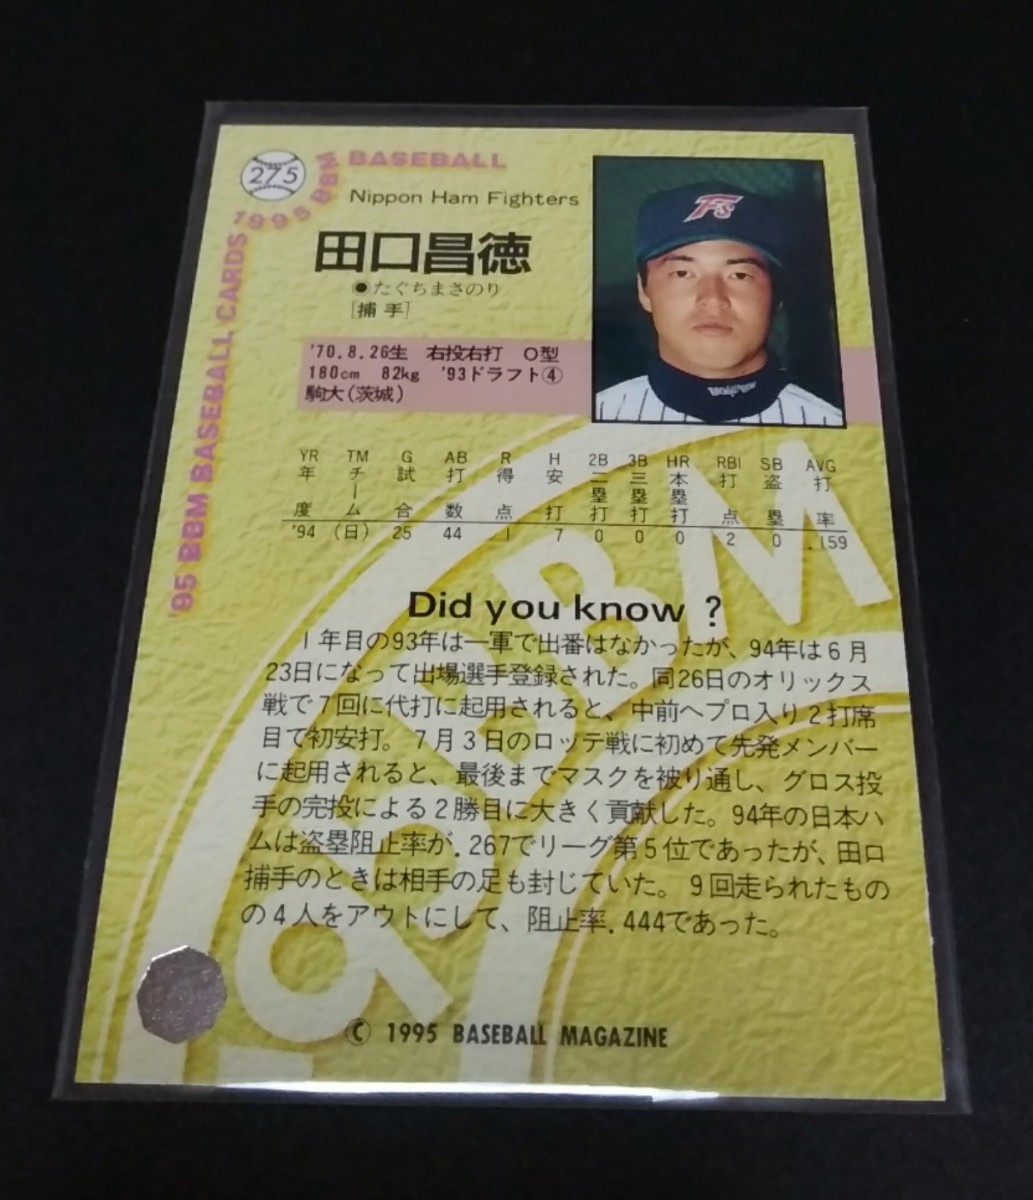 275
'95 BBM BASEBALL CARDS 1995 BBM BASEBALL
Nippon Ham Fighters
田口昌徳
●たぐちまさのり
[捕手]
'70.8.26生 右投右打 O型
180cm 82kg '93ドラフト④
駒大(茨城)
YR TM G AB R H 2B 3B HR RBI SB AVG
年度 チーム 試合 打数 得点 安打 二塁打 三塁打 本塁打 打点 盗塁 打率
'94 (日) 25 44 1 7 0 0 0 2 0 .159
Did you know ?
1年目の93年は一軍で出番はなかったが、94年は6月
23日になって出場選手登録された。同26日のオリックス
戦で7回に代打に起用されると、中前へプロ入り2打席
目で初安打。7月3日のロッテ戦に初めて先発メンバー
に起用されると、最後までマスクを被り通し、グロス投
手の完投による2勝目に大きく貢献した。94年の日本ハ
ムは盗塁阻止率が.267でリーグ第5位であったが、田口
捕手のときは相手の足も封じていた。9回走られたもの
の4人をアウトにして、阻止率.444であった。
© 1995 BASEBALL MAGAZINE
'95 BBM
Fs